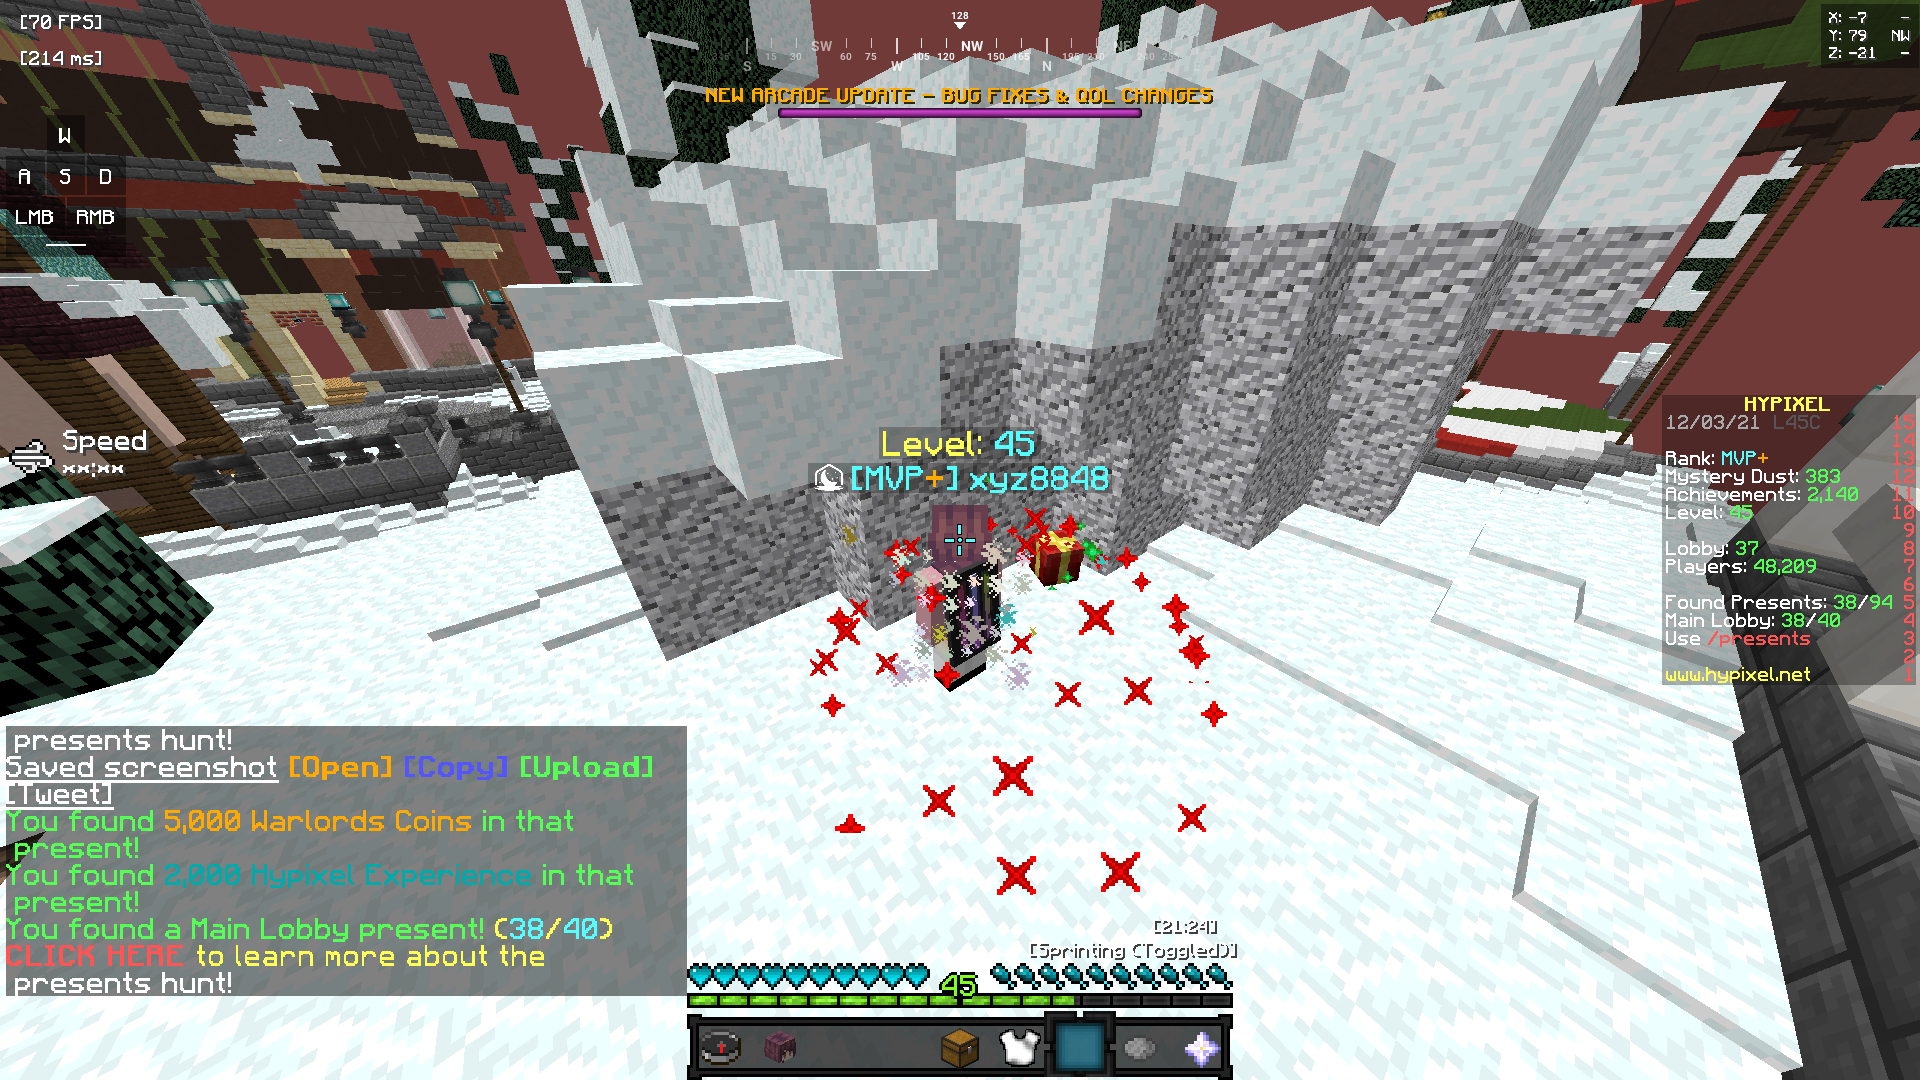 [70 FPS]
[214 ms]
W
A S D
LMB RMB
Speed
**:**
128
S 15 30 SW 60 75 W 105 120 NW 150 165 N 195 210
NEW ARCADE UPDATE - BUG FIXES & QOL CHANGES
X: -7 -
Y: 79 NW
Z: -21 -
Level: 45
[MVP+] xyz8848
HYPIXEL
12/03/21 L45C 15
14
Rank: MVP+ 13
Mystery Dust: 383 12
Achievements: 2,140 11
Level: 45 10
9
Lobby: 37 8
Players: 48,209 7
6
Found Presents: 38/94 5
Main Lobby: 38/40 4
Use /presents 3
2
www.hypixel.net 1
presents hunt!
Saved screenshot [Open] [Copy] [Upload]
[Tweet]
You found 5,000 Warlords Coins in that
present!
You found 2,000 Hypixel Experience in that
present!
You found a Main Lobby present! (38/40)
CLICK HERE to learn more about the
presents hunt!
[21:24]
[Sprinting (Toggled)]
45